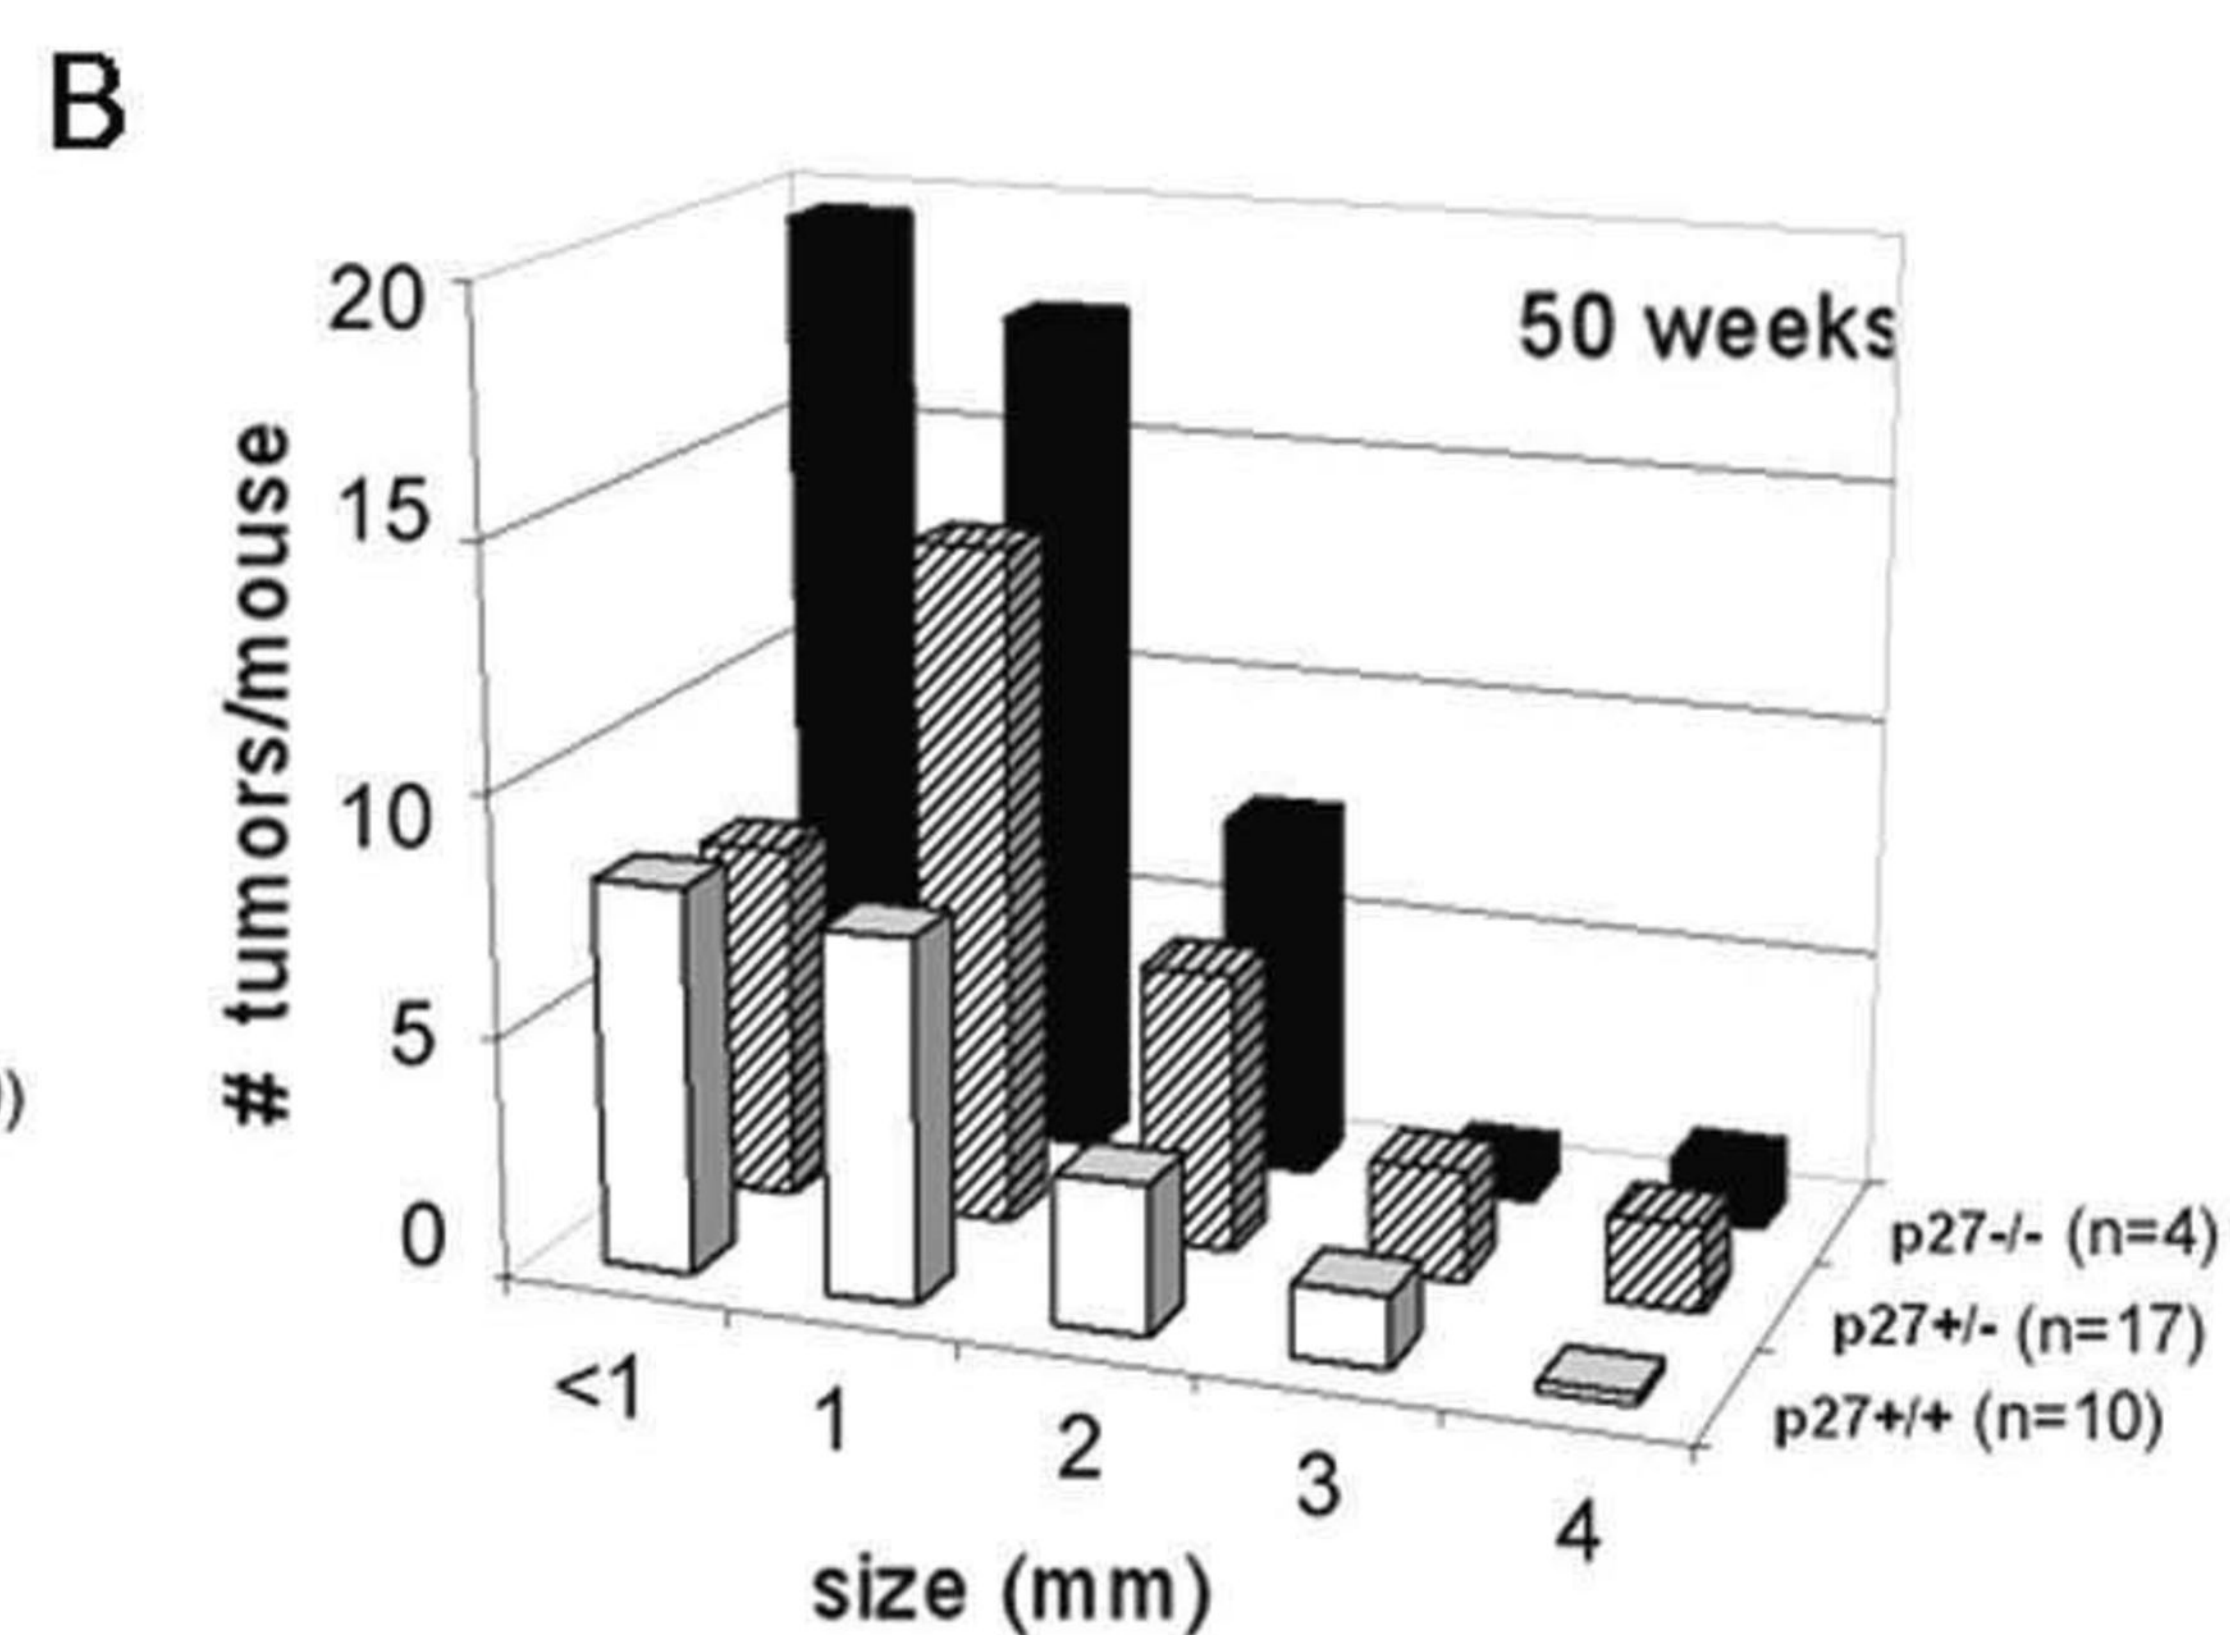 B
50 weeks
# tumors/mouse
20
15
10
5
0
)
<1
1
2
3
4
size (mm)
p27-/- (n=4)
p27+/- (n=17)
p27+/+ (n=10)